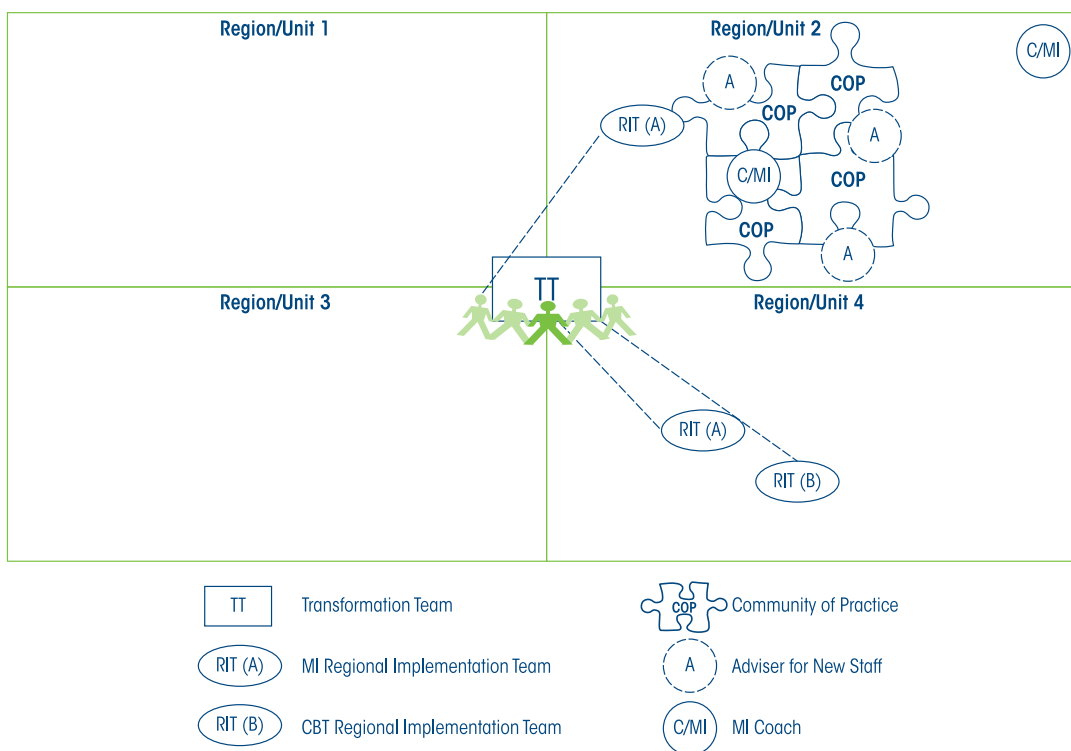 Region/Unit 1
Region/Unit 2
C/MI
A
COP
COP
RIT (A)
A
C/MI
COP
COP
A
TT
Region/Unit 3
Region/Unit 4
RIT (A)
RIT (B)
TT
Transformation Team
COP
Community of Practice
RIT (A)
MI Regional Implementation Team
A
Adviser for New Staff
RIT (B)
CBT Regional Implementation Team
C/MI
MI Coach